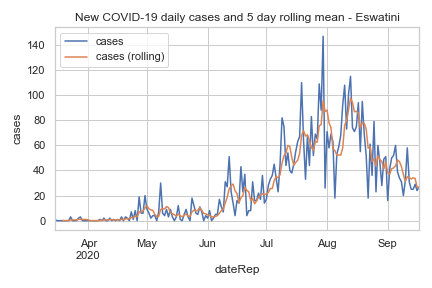 New COVID-19 daily cases and 5 day rolling mean - Eswatini
cases
cases (rolling)
140
120
100
80
60
40
20
0
cases
Apr
2020
May
Jun
Jul
Aug
Sep
dateRep